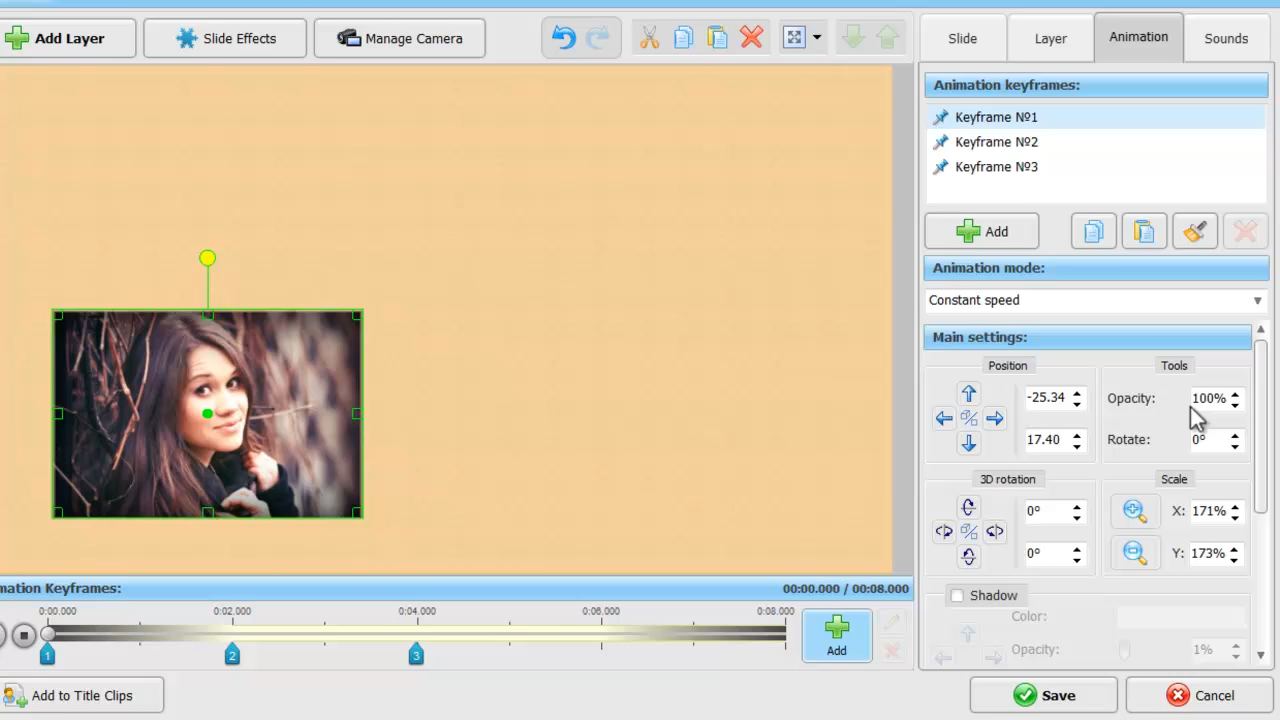 Add Layer
Slide Effects
Manage Camera
Slide
Layer
Animation
Sounds
Animation keyframes:
Keyframe №1
Keyframe №2
Keyframe №3
Add
Animation mode:
Constant speed
Main settings:
Position
Tools
-25.34
Opacity: 100%
17.40
Rotate: 0°
3D rotation
Scale
0°
X: 171%
0°
Y: 173%
Shadow
Color:
Opacity: 1%
mation Keyframes:
00:00.000 / 00:08.000
0:00.000
0:02.000
0:04.000
0:06.000
0:08.000
Add
1
2
3
Add to Title Clips
Save
Cancel